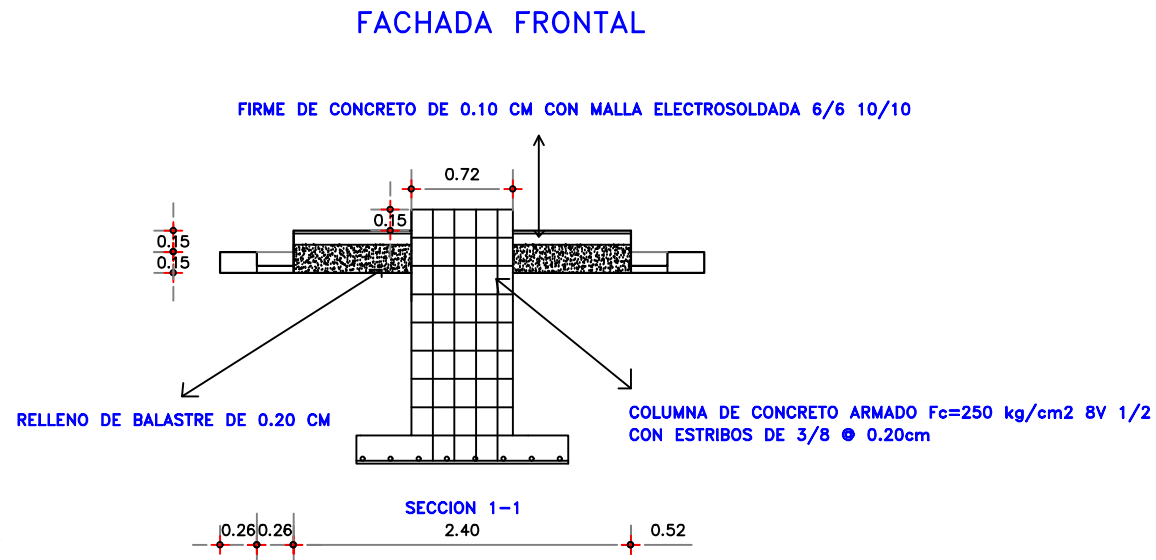 FACHADA FRONTAL
FIRME DE CONCRETO DE 0.10 CM CON MALLA ELECTROSOLDADA 6/6 10/10
0.72
0.15
0.15
0.15
RELLENO DE BALASTRE DE 0.20 CM
COLUMNA DE CONCRETO ARMADO Fc=250 kg/cm2 8V 1/2
CON ESTRIBOS DE 3/8 @ 0.20cm
SECCION 1-1
0.26 0.26 2.40 0.52